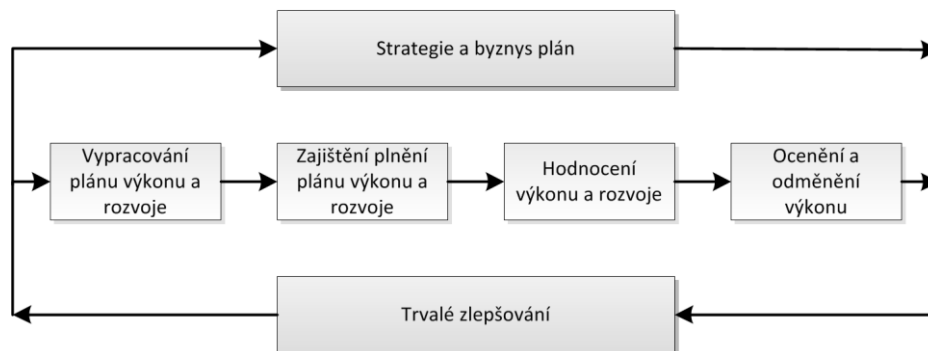 Strategie a byznys plán
Vypracování
plánu výkonu a
rozvoje
Zajištění plnění
plánu výkonu a
rozvoje
Hodnocení
výkonu a rozvoje
Ocenění a
odměnění
výkonu
Trvalé zlepšování